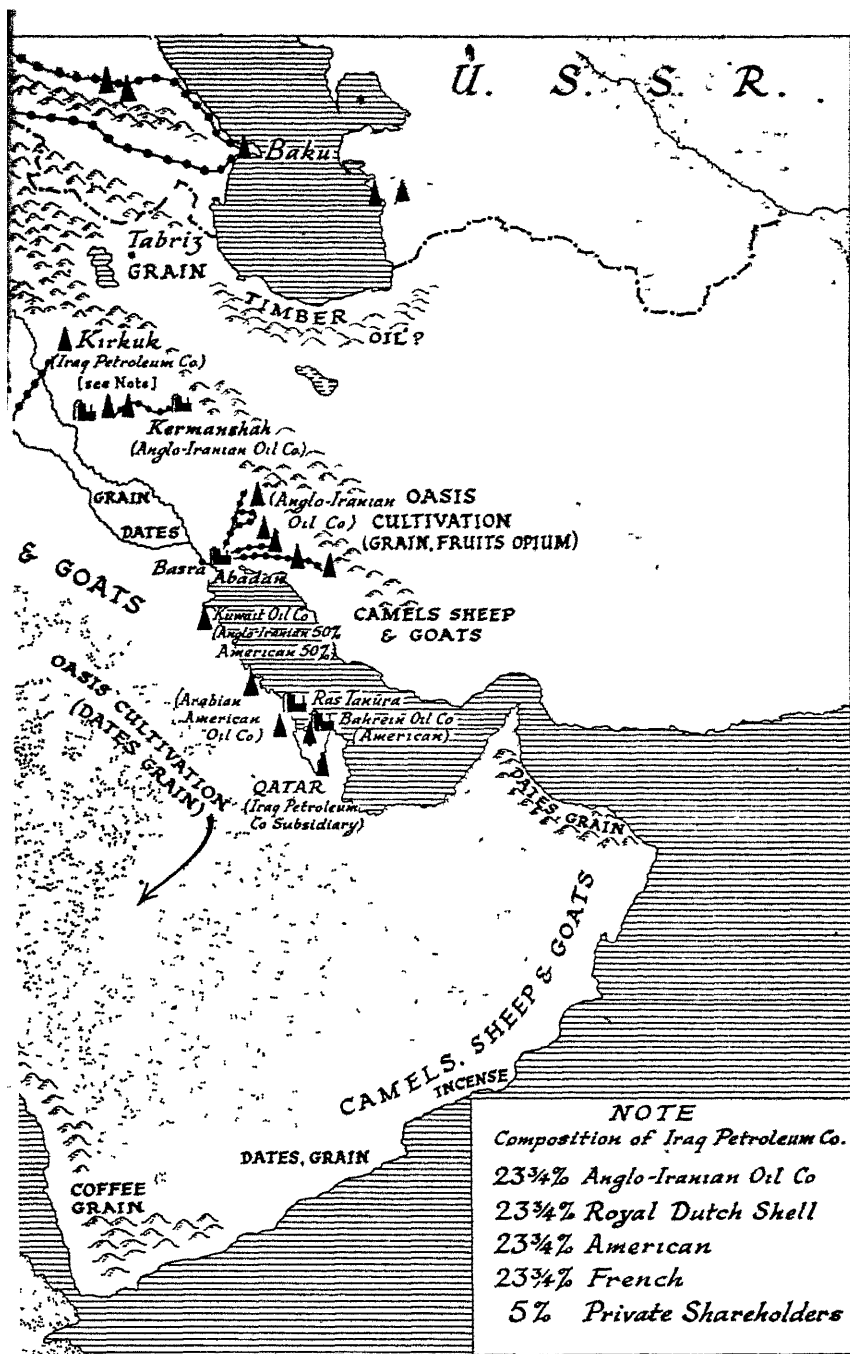 U. S. S. R.
Baku
Tabriz
GRAIN
TIMBER
OIL?
Kirkuk
(Iraq Petroleum Co)
[see Note]
Kermanshah
(Anglo-Iranian Oil Co)
GRAIN
DATES
(Anglo-Iranian
Oil Co)
OASIS
CULTIVATION
(GRAIN, FRUITS OPIUM)
Basra
Abadan
& GOATS
Kuwait Oil Co
(Anglo-Iranian 50%
American 50%)
CAMELS SHEEP
& GOATS
OASIS CULTIVATION
(DATES GRAIN)
(Arabian
American
Oil Co)
Ras Tanura
Bahrein Oil Co
(American)
QATAR
(Iraq Petroleum
Co Subsidiary)
DATES GRAIN
CAMELS, SHEEP & GOATS
INCENSE
DATES, GRAIN
COFFEE
GRAIN
NOTE
Composition of Iraq Petroleum Co.
23¾% Anglo-Iranian Oil Co
23¾% Royal Dutch Shell
23¾% American
23¾% French
5% Private Shareholders